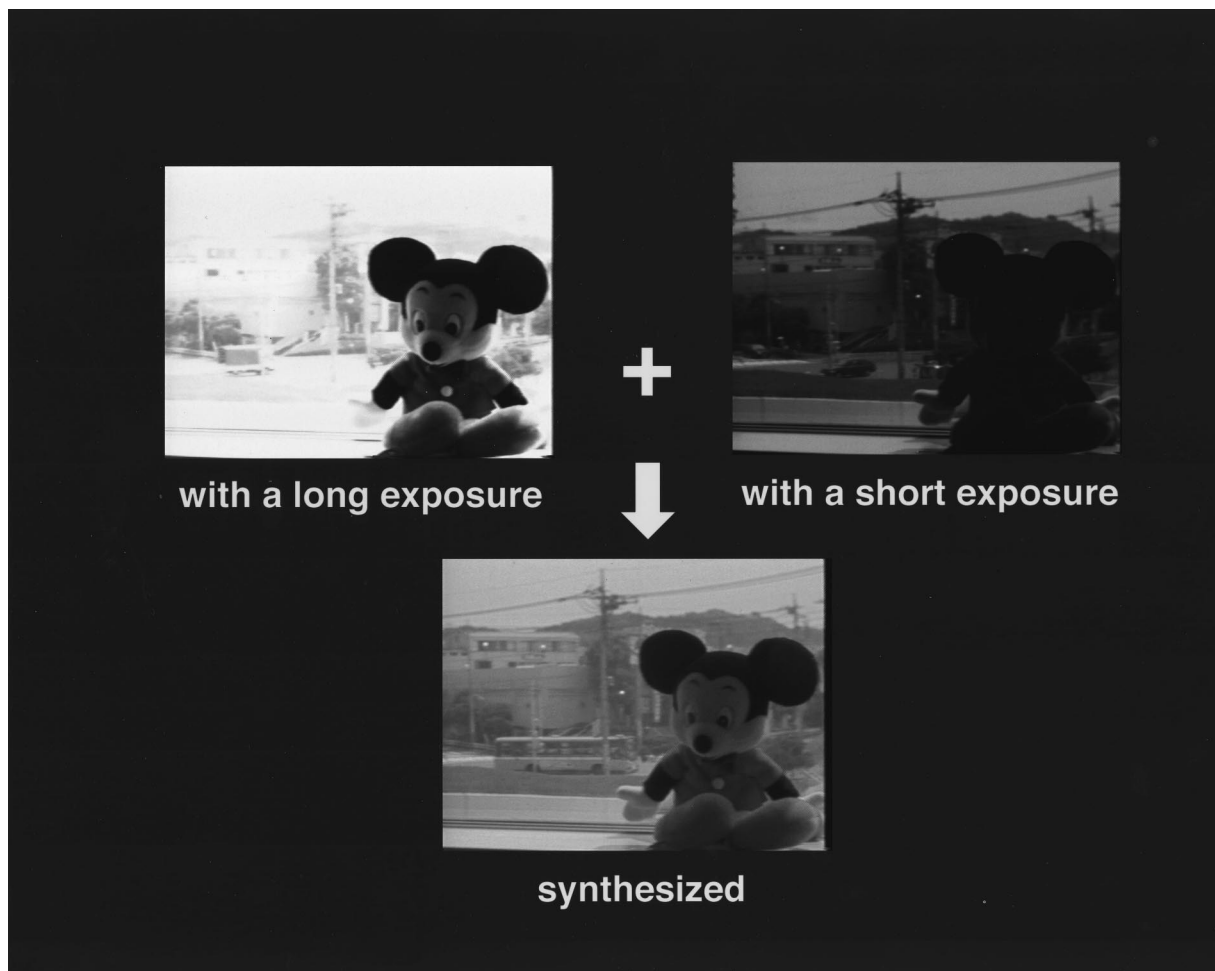 with a long exposure
+
with a short exposure
synthesized